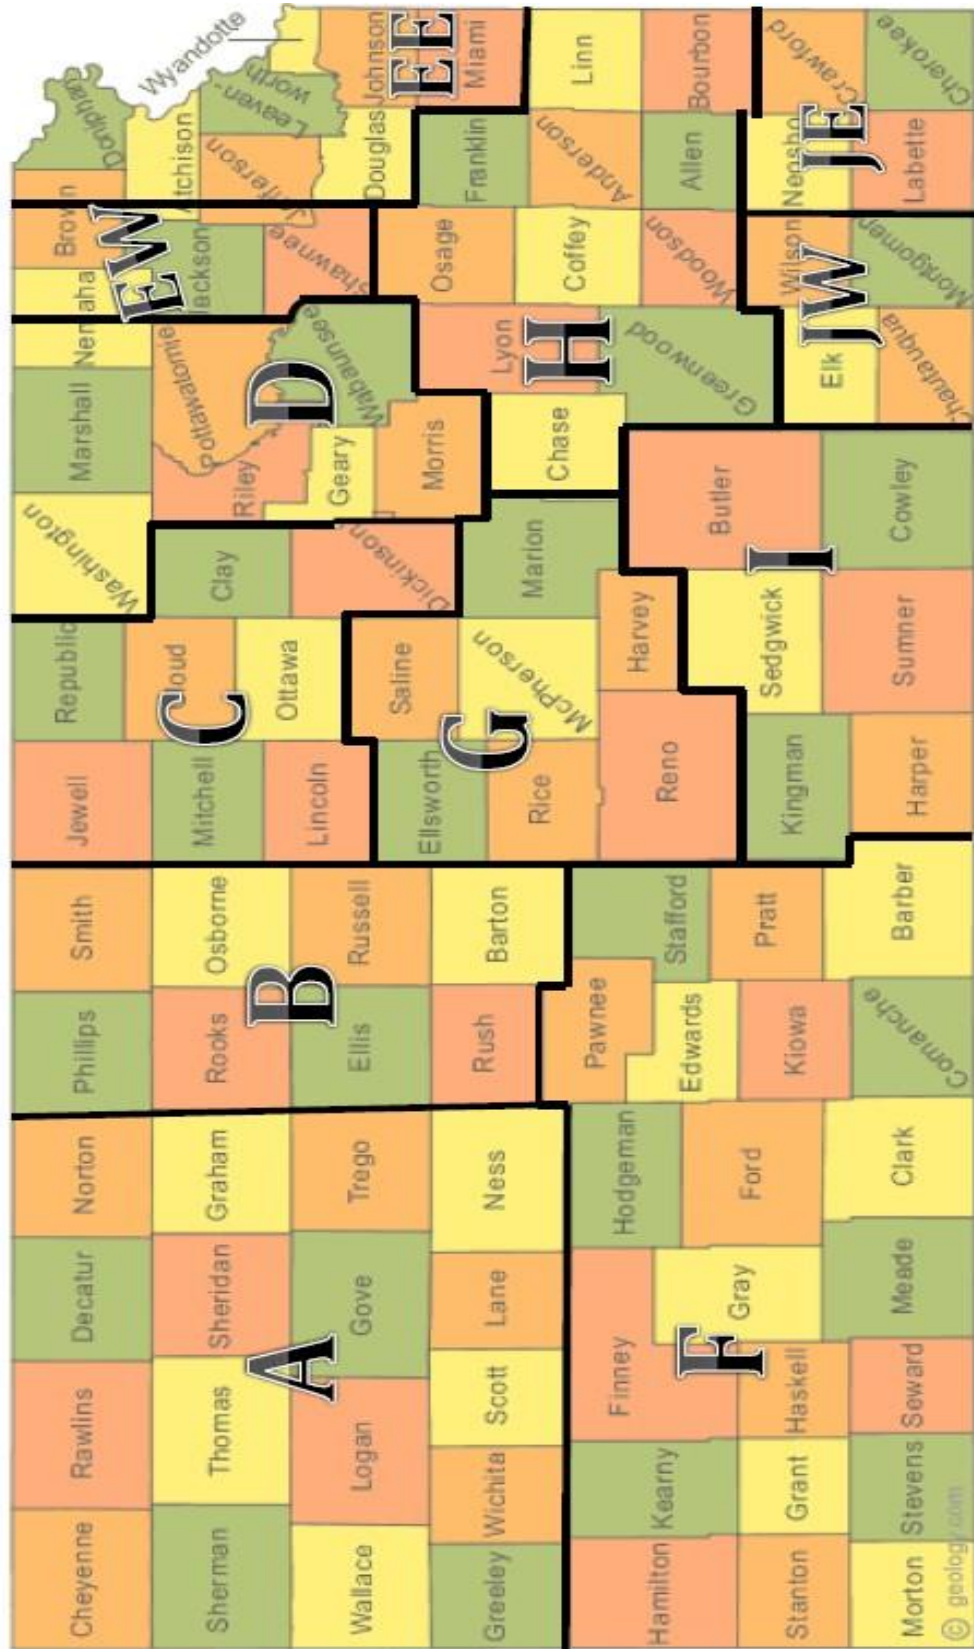 Cheyenne
Rawlins
Decatur
Norton
Phillips
Smith
Jewell
Republic
Washington
Marshall
Nemaha
Brown
Doniphan
Sherman
Thomas
Sheridan
Graham
Rooks
Osborne
Mitchell
Cloud
Clay
Riley
Pottawatomie
Jackson
Atchison
Jefferson
Leaven-
worth
Wyandotte
EW
C
Wallace
Logan
Gove
Trego
Ellis
Russell
Lincoln
Ottawa
Dickinson
Geary
Wabaunsee
Shawnee
Douglas
Johnson
A
B
D
EE
Greeley
Wichita
Scott
Lane
Ness
Rush
Barton
Ellsworth
Saline
Morris
Osage
Franklin
Miami
Rice
McPherson
Marion
Chase
Lyon
Coffey
Anderson
Linn
G
H
Hamilton
Kearny
Finney
Hodgeman
Pawnee
Stafford
Reno
Harvey
Greenwood
Woodson
Allen
Bourbon
Gray
Ford
Edwards
Pratt
F
Stanton
Grant
Haskell
Kiowa
Kingman
Sedgwick
Butler
Elk
Wilson
Neosho
Crawford
I
JW
JE
Morton
Stevens
Seward
Meade
Clark
Comanche
Barber
Harper
Sumner
Cowley
Chautauqua
Montgomery
Labette
Cherokee
© geology.com